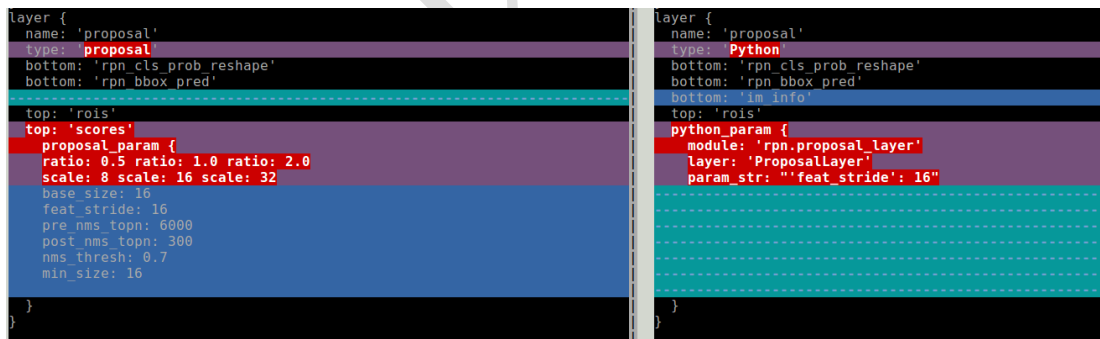 layer {
name: 'proposal'
type: 'proposal'
bottom: 'rpn_cls_prob_reshape'
bottom: 'rpn_bbox_pred'
top: 'rois'
top: 'scores'
proposal_param {
ratio: 0.5 ratio: 1.0 ratio: 2.0
scale: 8 scale: 16 scale: 32
base_size: 16
feat_stride: 16
pre_nms_topn: 6000
post_nms_topn: 300
nms_thresh: 0.7
min_size: 16
}
}
layer {
name: 'proposal'
type: 'Python'
bottom: 'rpn_cls_prob_reshape'
bottom: 'rpn_bbox_pred'
bottom: 'im_info'
top: 'rois'
python_param {
module: 'rpn.proposal_layer'
layer: 'ProposalLayer'
param_str: "'feat_stride': 16"
}
}